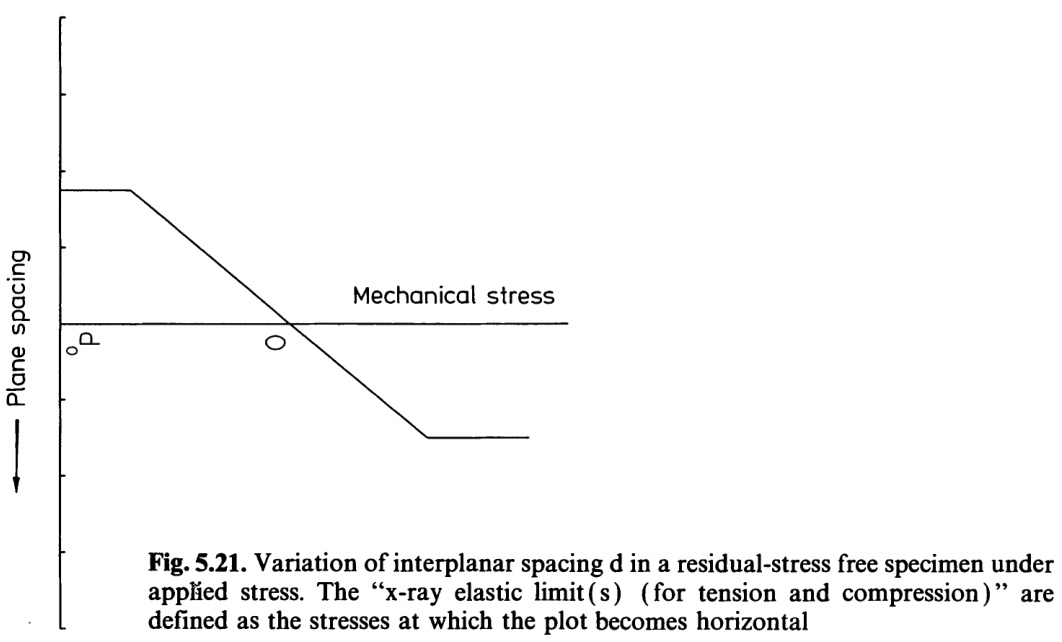 Mechanical stress
Plane spacing
d₀
O
Fig. 5.21. Variation of interplanar spacing d in a residual-stress free specimen under
applied stress. The “x-ray elastic limit(s) (for tension and compression)” are
defined as the stresses at which the plot becomes horizontal